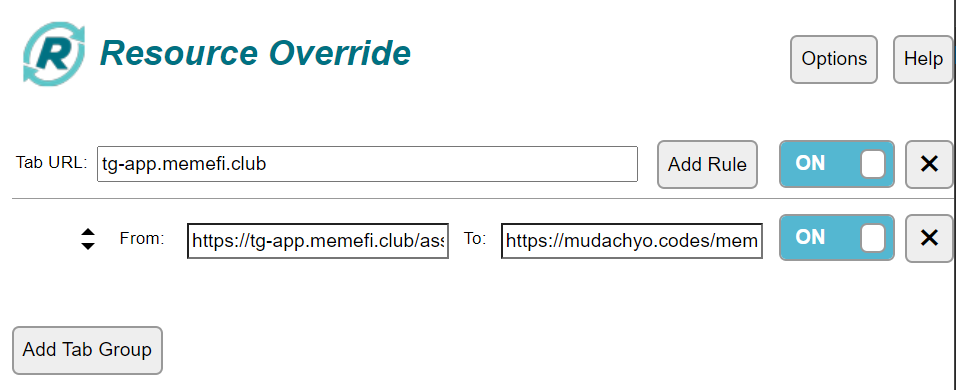 R Resource Override
Options Help
Tab URL: tg-app.memefi.club Add Rule ON ×
From: https://tg-app.memefi.club/ass To: https://mudachyo.codes/mem ON ×
Add Tab Group